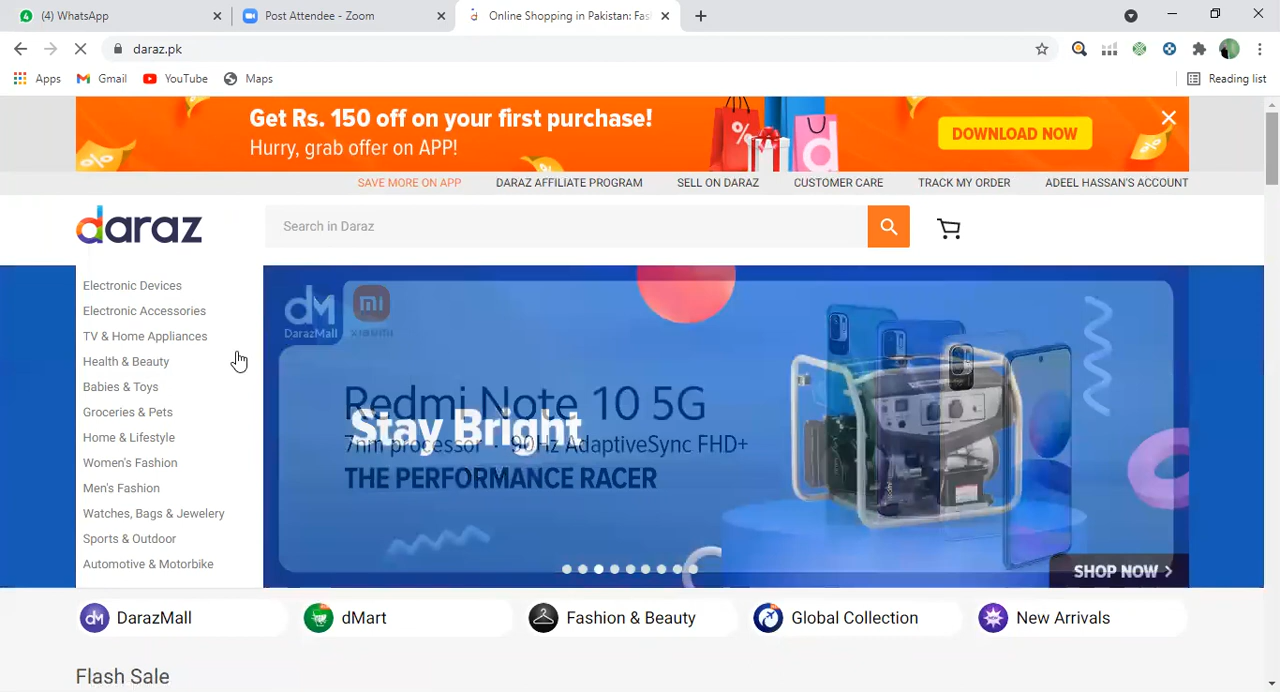 (4) WhatsApp
Post Attendee - Zoom
Online Shopping in Pakistan: Fas
daraz.pk
Apps
Gmail
YouTube
Maps
Reading list
Get Rs. 150 off on your first purchase!
Hurry, grab offer on APP!
DOWNLOAD NOW
SAVE MORE ON APP
DARAZ AFFILIATE PROGRAM
SELL ON DARAZ
CUSTOMER CARE
TRACK MY ORDER
ADEEL HASSAN'S ACCOUNT
daraz
Search in Daraz
Electronic Devices
Electronic Accessories
TV & Home Appliances
Health & Beauty
Babies & Toys
Groceries & Pets
Home & Lifestyle
Women's Fashion
Men's Fashion
Watches, Bags & Jewelery
Sports & Outdoor
Automotive & Motorbike
dM
DarazMall
mi
XIAOMI
Redmi Note 10 5G
Stay Bright
7nm processor · 90Hz AdaptiveSync FHD+
THE PERFORMANCE RACER
SHOP NOW >
DarazMall
dMart
Fashion & Beauty
Global Collection
New Arrivals
Flash Sale